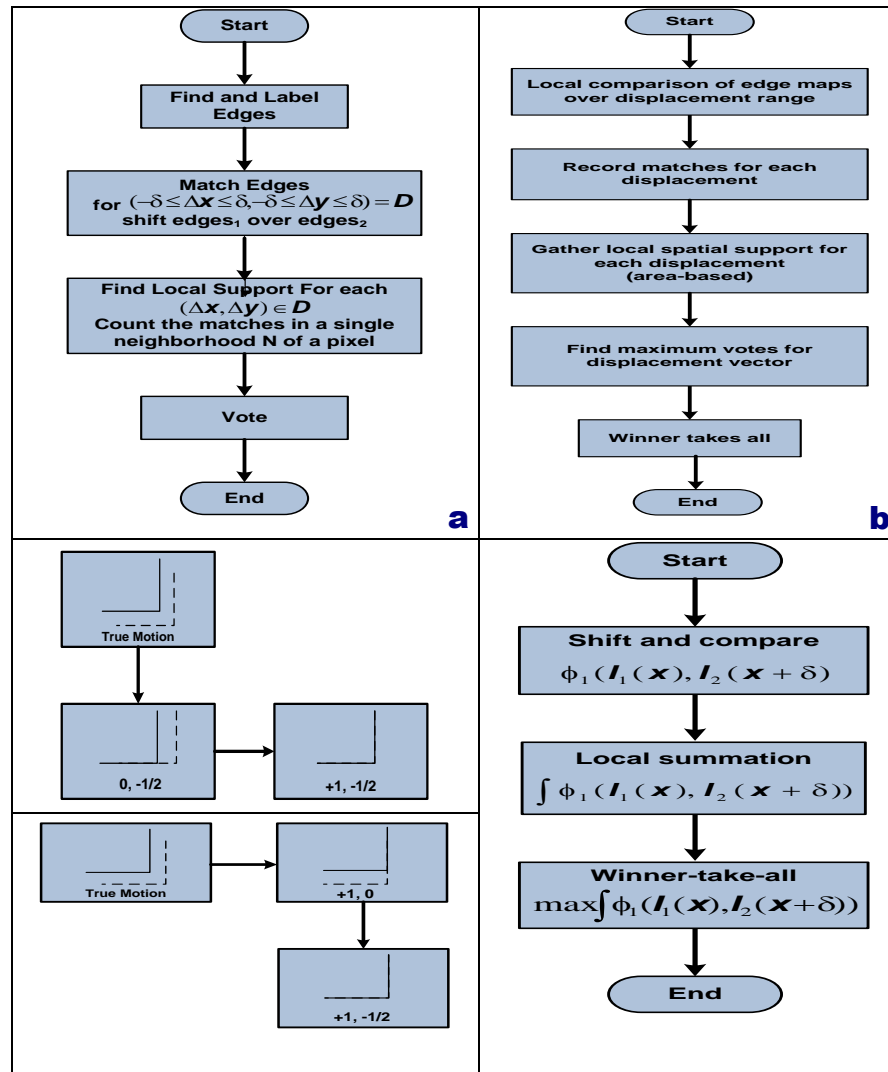 Start
Find and Label
Edges
Match Edges
for (−δ ≤ Δx ≤ δ, −δ ≤ Δy ≤ δ) = D
shift edges₁ over edges₂
Find Local Support For each
(Δx, Δy) ∈ D
Count the matches in a single
neighborhood N of a pixel
Vote
End
a
Start
Local comparison of edge maps
over displacement range
Record matches for each
displacement
Gather local spatial support for
each displacement
(area-based)
Find maximum votes for
displacement vector
Winner takes all
End
b
True Motion
0, -1/2
+1, -1/2
True Motion
+1, 0
+1, -1/2
Start
Shift and compare
ϕ₁(I₁(x), I₂(x + δ)
Local summation
∫ ϕ₁(I₁(x), I₂(x + δ))
Winner-take-all
max∫ϕ₁(I₁(x), I₂(x+δ))
End